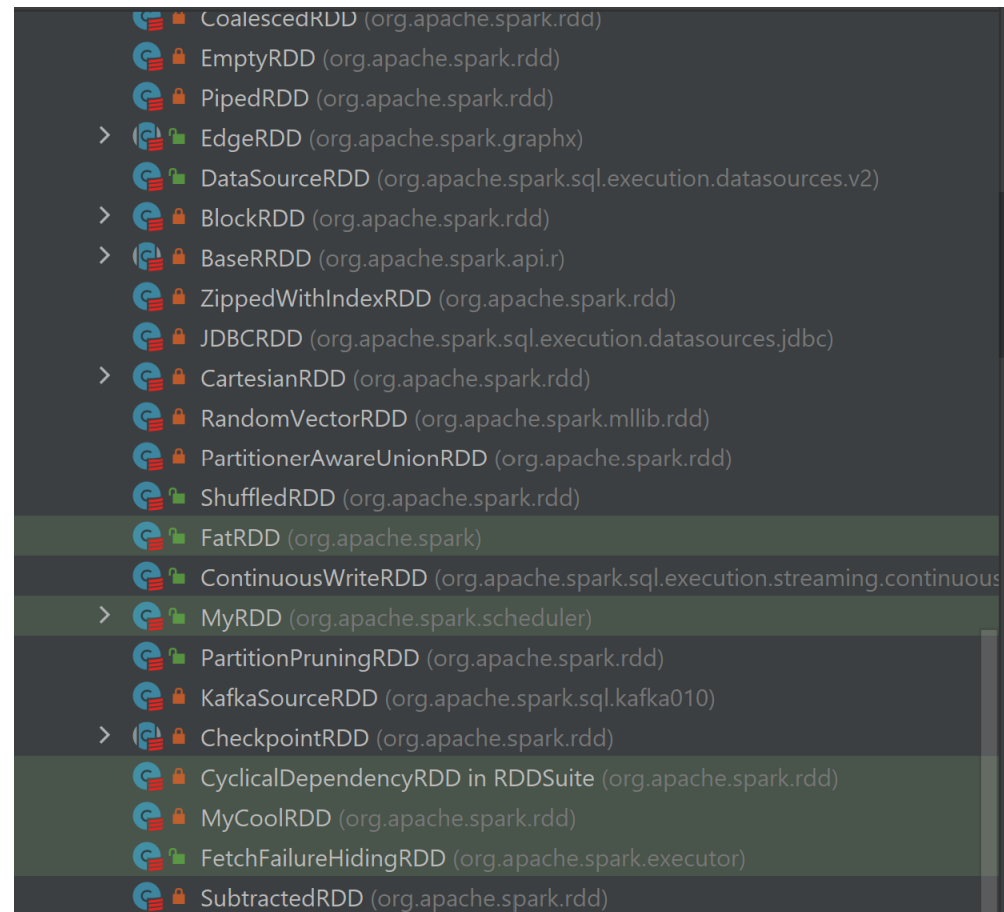 CoalescedRDD (org.apache.spark.rdd)
EmptyRDD (org.apache.spark.rdd)
PipedRDD (org.apache.spark.rdd)
EdgeRDD (org.apache.spark.graphx)
DataSourceRDD (org.apache.spark.sql.execution.datasources.v2)
BlockRDD (org.apache.spark.rdd)
BaseRRDD (org.apache.spark.api.r)
ZippedWithIndexRDD (org.apache.spark.rdd)
JDBCRDD (org.apache.spark.sql.execution.datasources.jdbc)
CartesianRDD (org.apache.spark.rdd)
RandomVectorRDD (org.apache.spark.mllib.rdd)
PartitionerAwareUnionRDD (org.apache.spark.rdd)
ShuffledRDD (org.apache.spark.rdd)
FatRDD (org.apache.spark)
ContinuousWriteRDD (org.apache.spark.sql.execution.streaming.continuous
MyRDD (org.apache.spark.scheduler)
PartitionPruningRDD (org.apache.spark.rdd)
KafkaSourceRDD (org.apache.spark.sql.kafka010)
CheckpointRDD (org.apache.spark.rdd)
CyclicalDependencyRDD in RDDSuite (org.apache.spark.rdd)
MyCoolRDD (org.apache.spark.rdd)
FetchFailureHidingRDD (org.apache.spark.executor)
SubtractedRDD (org.apache.spark.rdd)